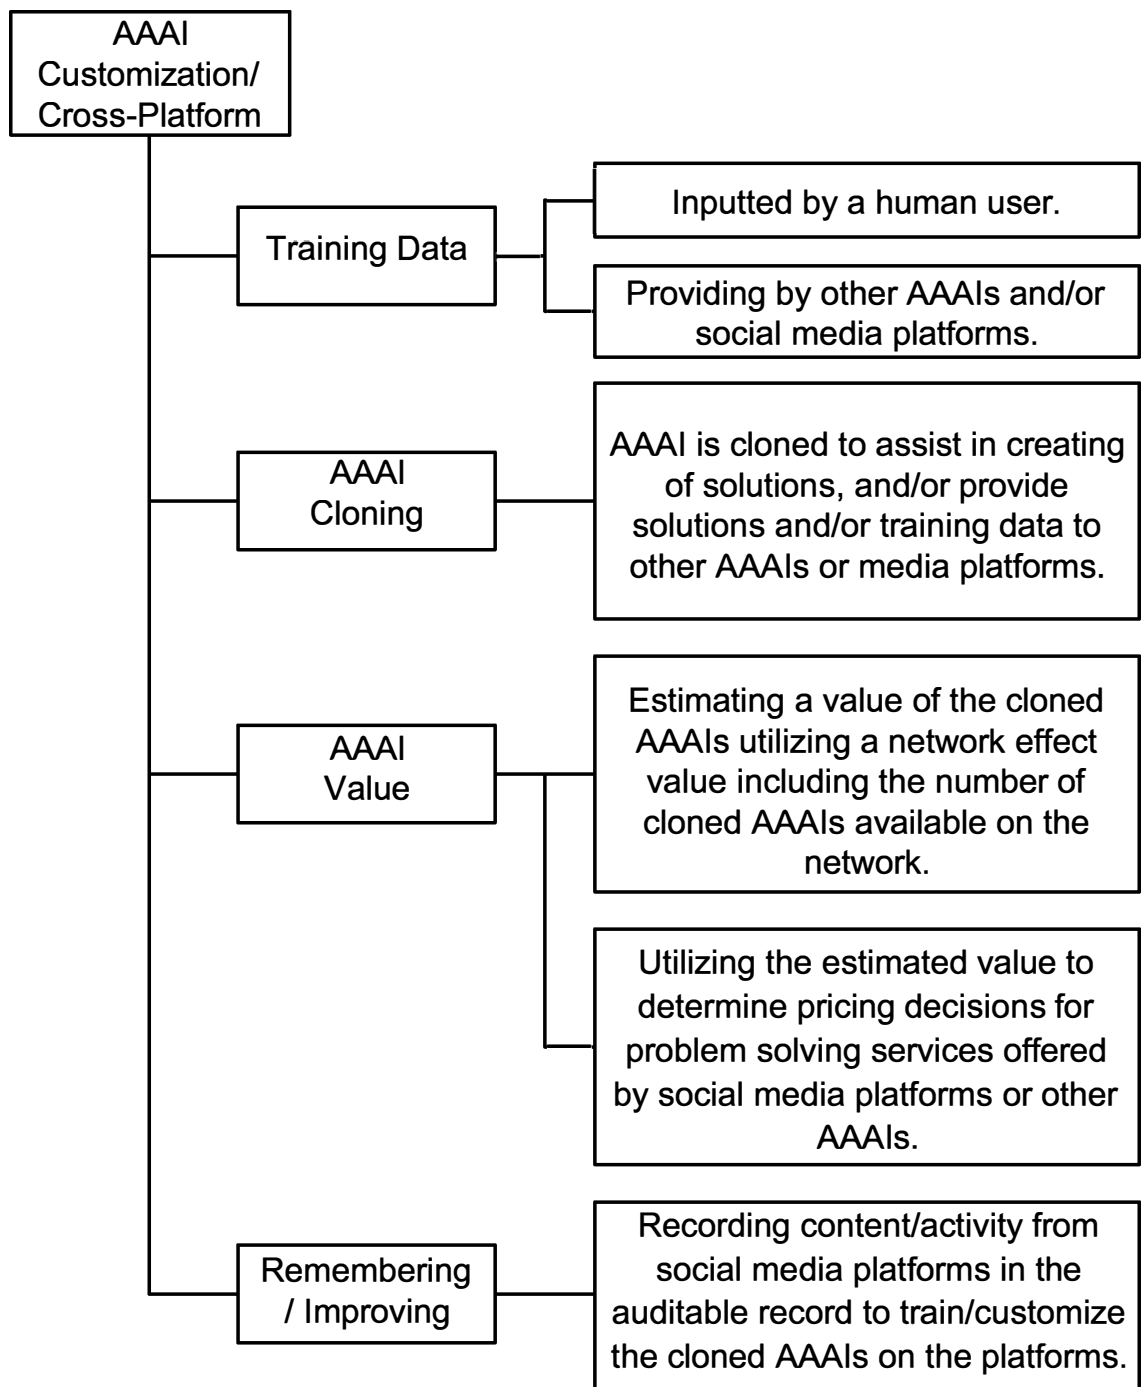 AAAI
Customization/
Cross-Platform
Training Data
Inputted by a human user.
Providing by other AAAIs and/or
social media platforms.
AAAI
Cloning
AAAI is cloned to assist in creating
of solutions, and/or provide
solutions and/or training data to
other AAAIs or media platforms.
AAAI
Value
Estimating a value of the cloned
AAAIs utilizing a network effect
value including the number of
cloned AAAIs available on the
network.
Utilizing the estimated value to
determine pricing decisions for
problem solving services offered
by social media platforms or other
AAAIs.
Remembering
/ Improving
Recording content/activity from
social media platforms in the
auditable record to train/customize
the cloned AAAIs on the platforms.